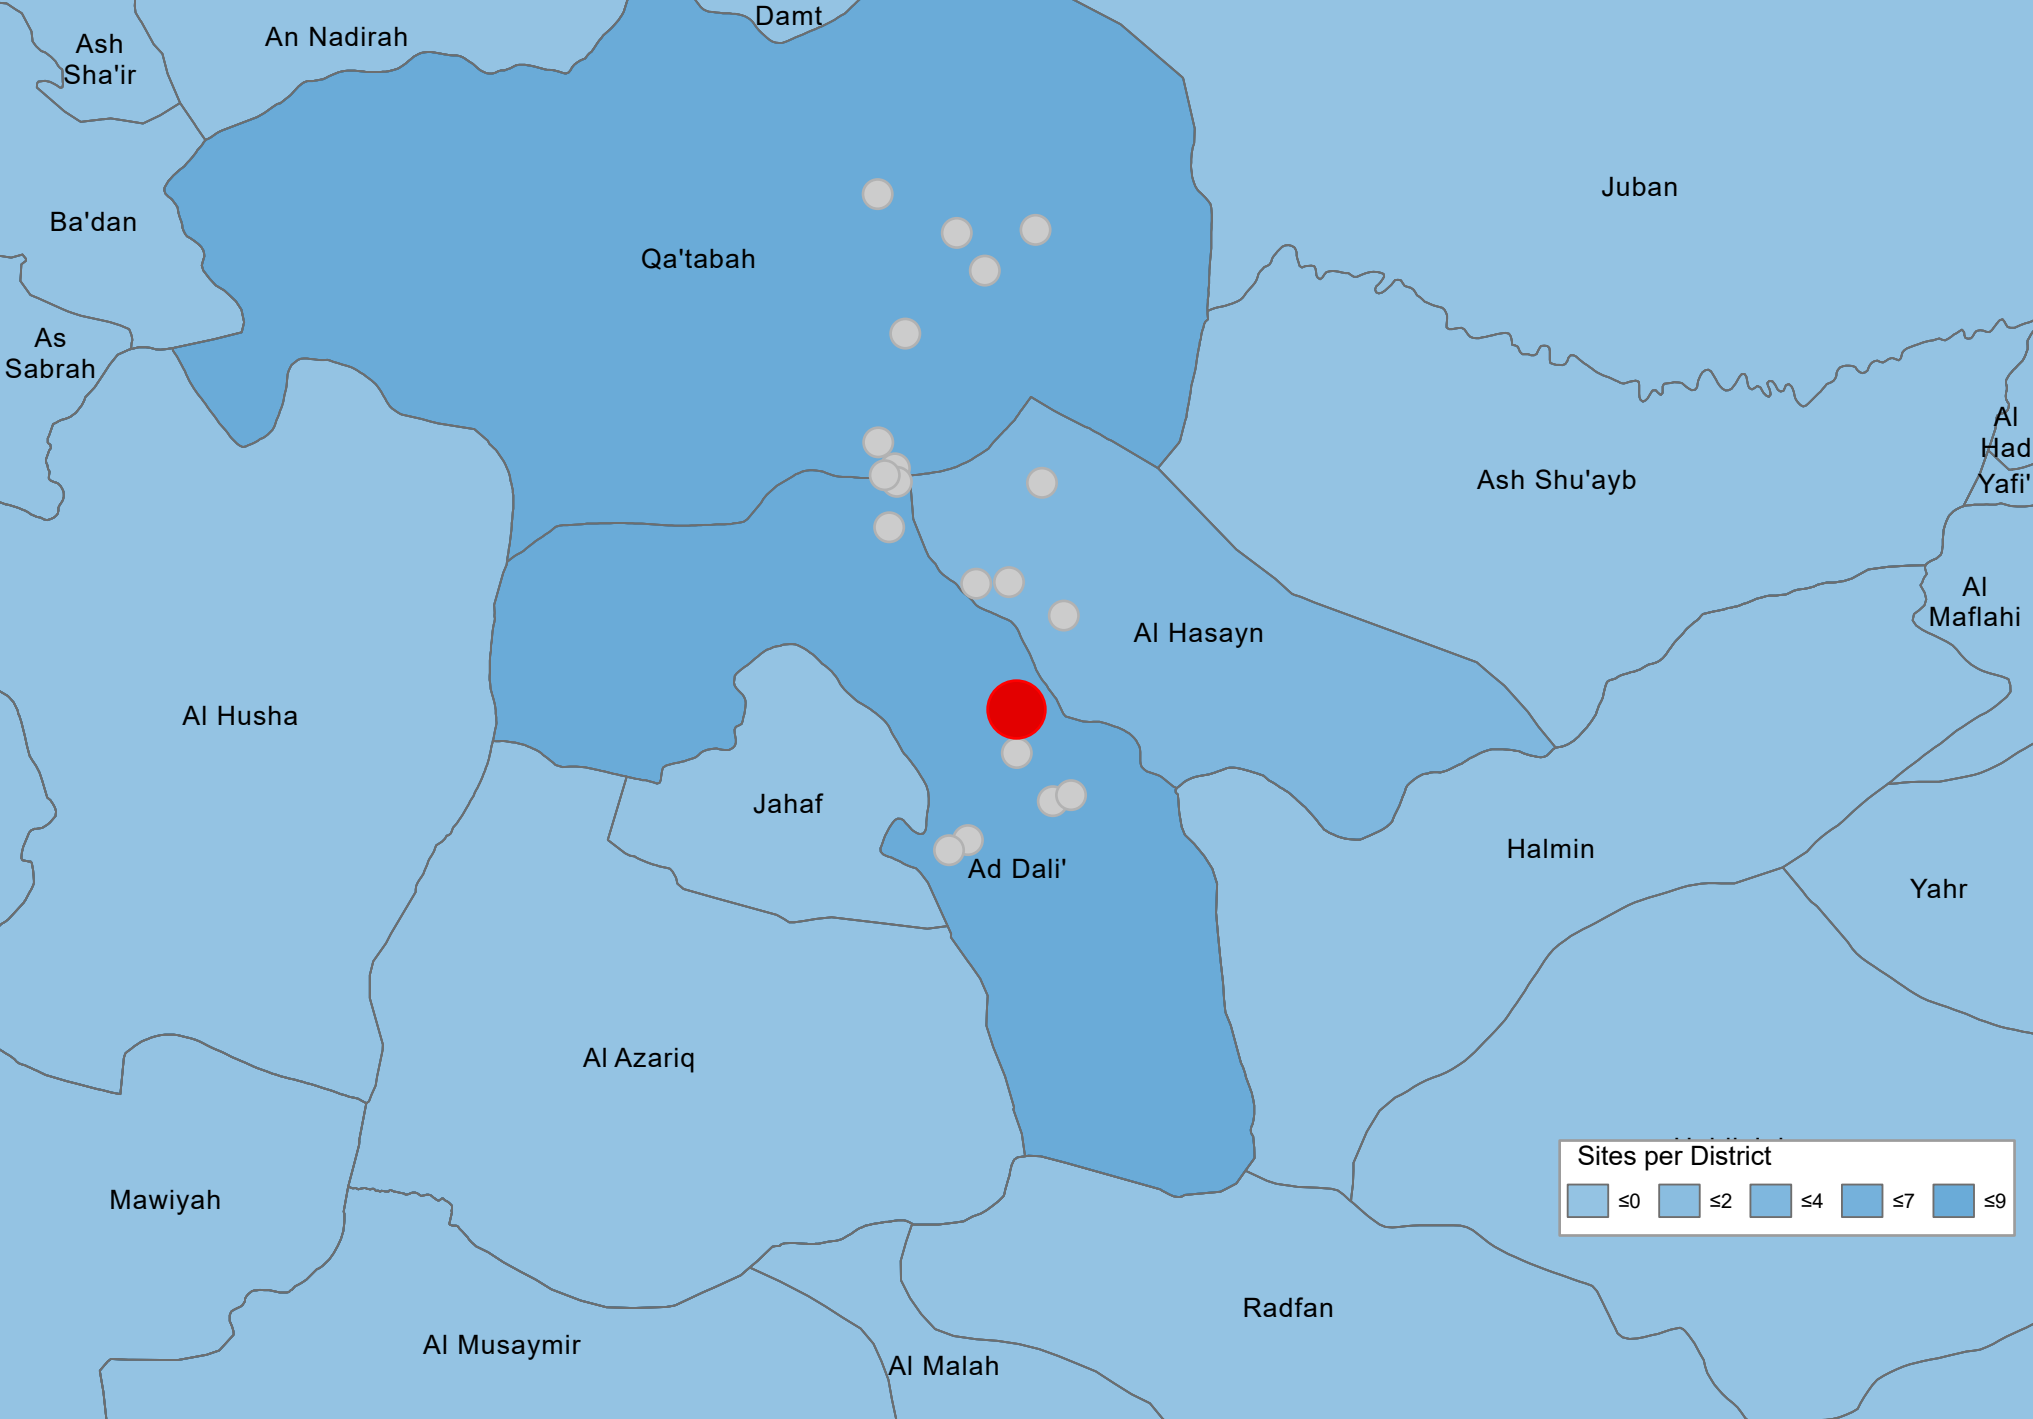 Damt
An Nadirah
Ash
Sha'ir
Juban
Ba'dan
Qa'tabah
As
Sabrah
Al
Had
Ash Shu'ayb
Yafi'
Al
Maflahi
Al Hasayn
Al Husha
Jahaf
Halmin
Ad Dali'
Yahr
Al Azariq
Mawiyah
Sites per District
≤0 ≤2 ≤4 ≤7 ≤9
Radfan
Al Musaymir
Al Malah